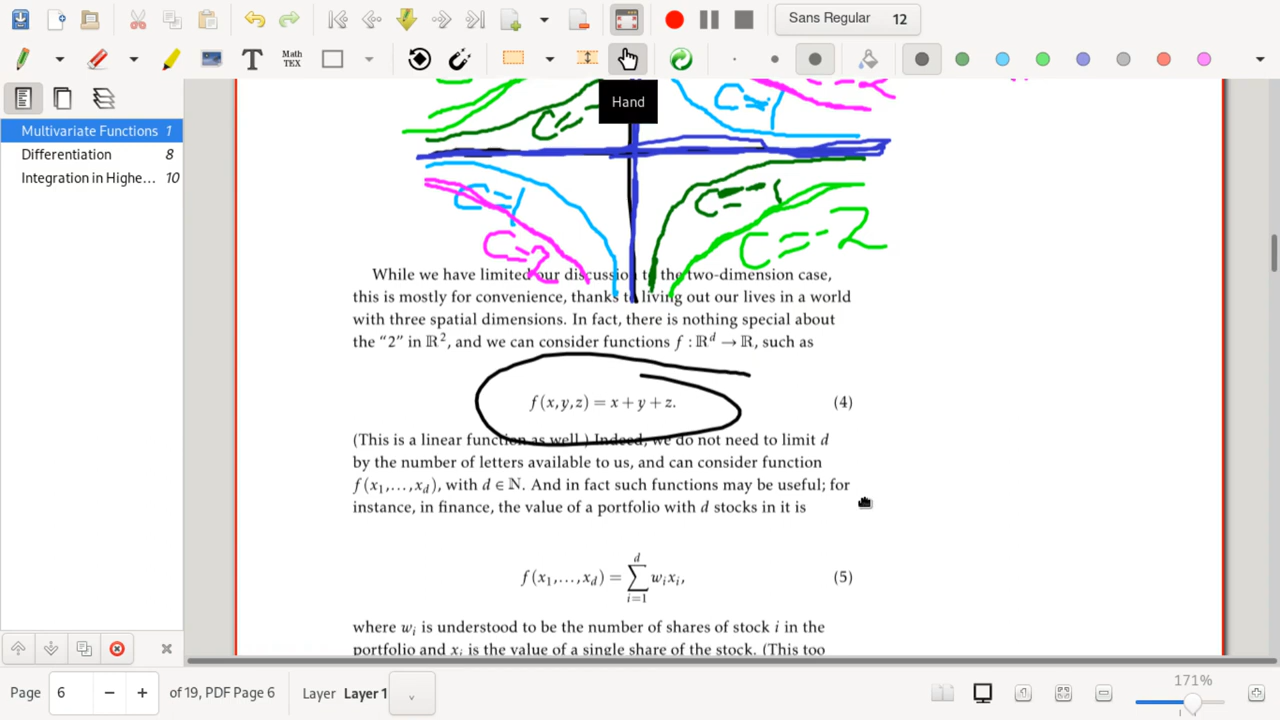 Sans Regular 12
T
Math
TEX
Hand
Multivariate Functions 1
Differentiation 8
Integration in Highe... 10
C=1
C=-1
C=1
C=-2
C=2
While we have limited our discussion to the two-dimension case,
this is mostly for convenience, thanks to living out our lives in a world
with three spatial dimensions. In fact, there is nothing special about
the “2” in ℝ², and we can consider functions f : ℝᵈ → ℝ, such as
f(x,y,z) = x + y + z. (4)
(This is a linear function as well.) Indeed, we do not need to limit d
by the number of letters available to us, and can consider function
f(x₁,...,x_d), with d ∈ ℕ. And in fact such functions may be useful; for
instance, in finance, the value of a portfolio with d stocks in it is
f(x₁,...,x_d) = ∑_{i=1}^{d} wᵢxᵢ, (5)
where wᵢ is understood to be the number of shares of stock i in the
portfolio and xᵢ is the value of a single share of the stock. (This too
Page 6 − + of 19, PDF Page 6 Layer Layer 1 171%